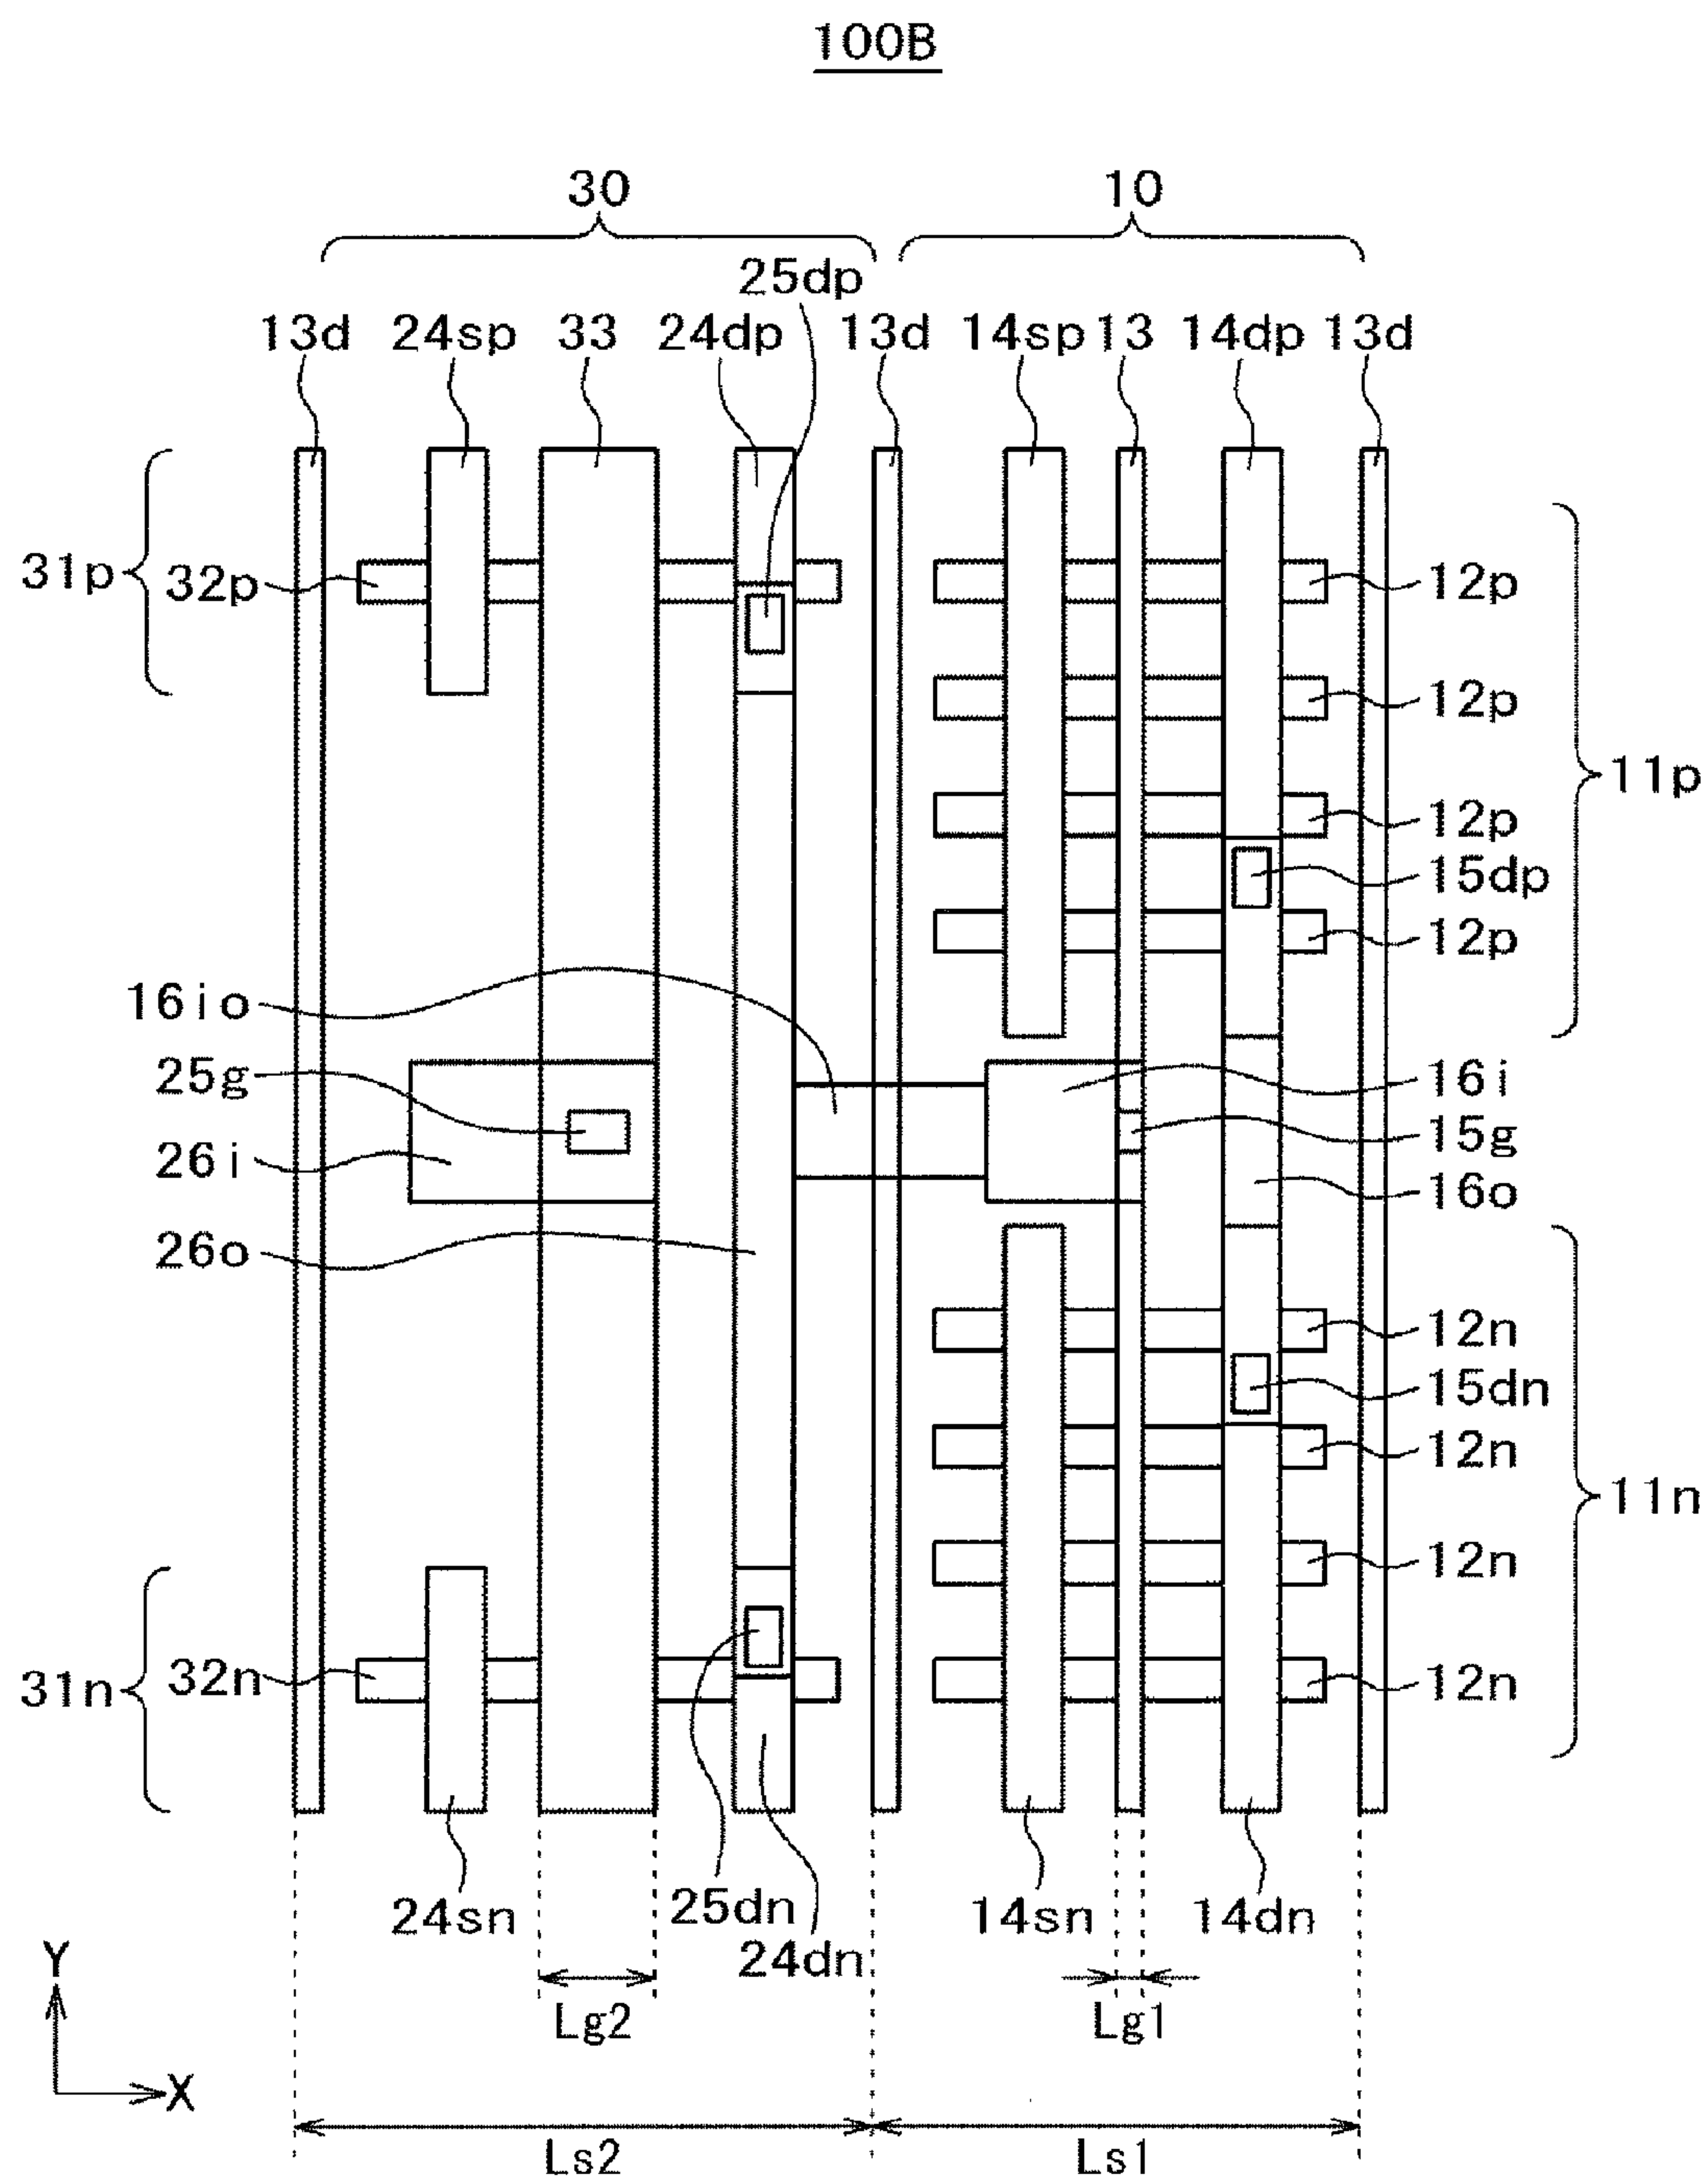 100B
30 10
25dp
13d 24sp 33 24dp 13d 14sp 13 14dp 13d
31p 32p 12p
12p
11p
12p
15dp
12p
16io
25g 16i
15g
26i
16o
26o
12n
15dn
12n
11n
12n
31n 32n 12n
24sn 25dn 14sn 14dn
24dn
Y
Lg2 Lg1
X
Ls2 Ls1